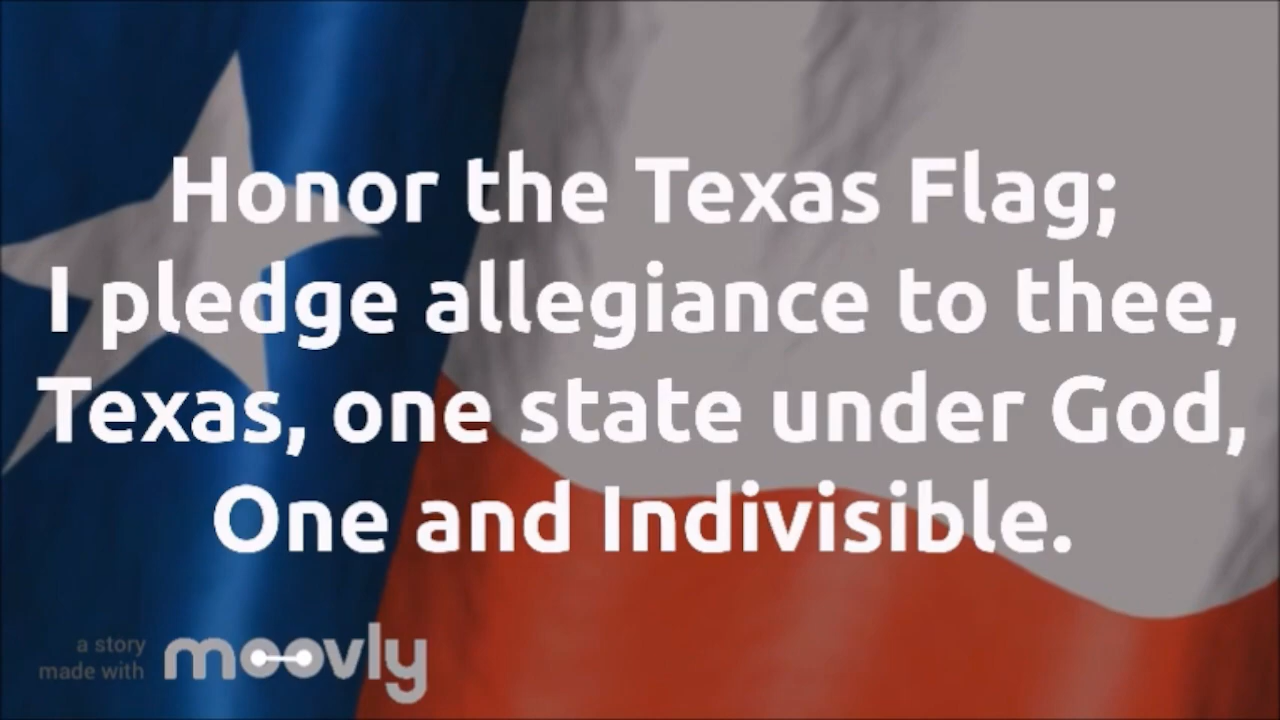 Honor the Texas Flag;
I pledge allegiance to thee,
Texas, one state under God,
One and Indivisible.
a story
made with moovly